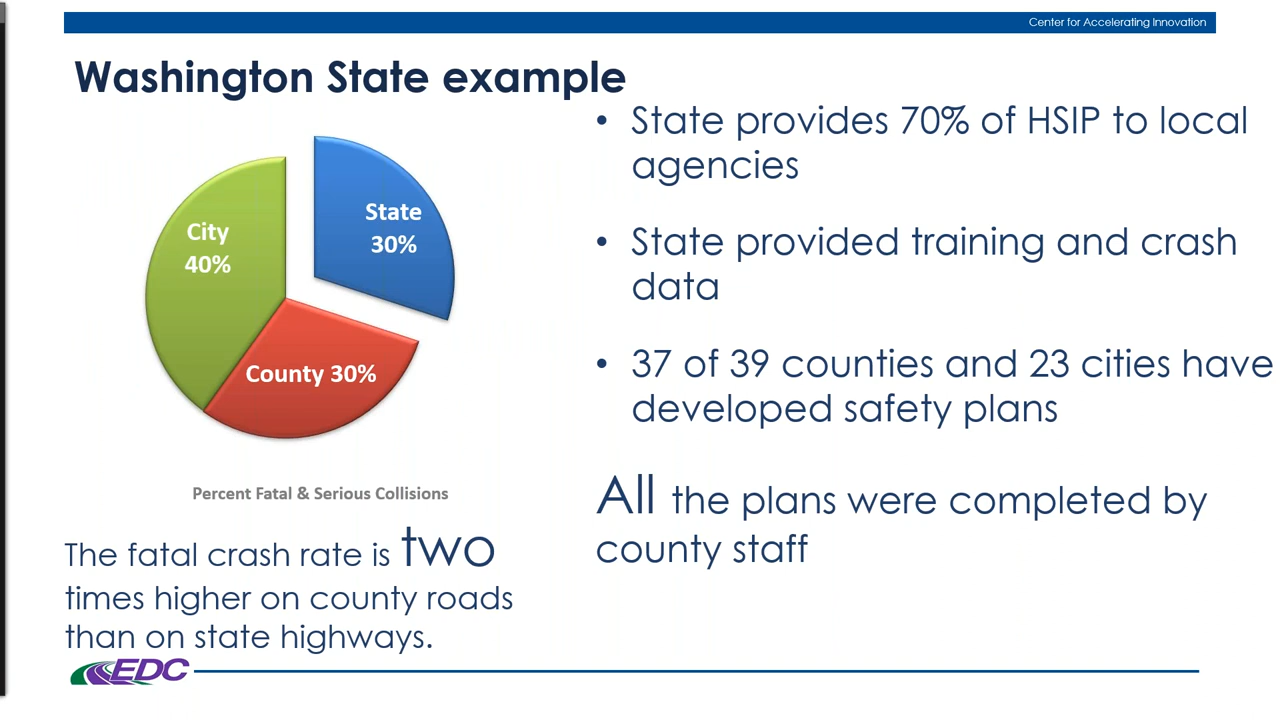 Center for Accelerating Innovation
Washington State example
State
30%
City
40%
County 30%
Percent Fatal & Serious Collisions
The fatal crash rate is two
times higher on county roads
than on state highways.
• State provides 70% of HSIP to local
agencies
• State provided training and crash
data
• 37 of 39 counties and 23 cities have
developed safety plans
All the plans were completed by
county staff
EDC